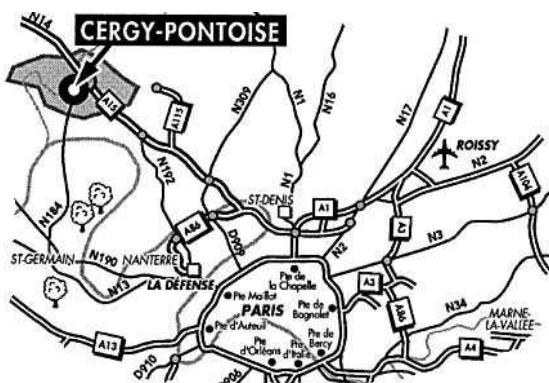 N14
CERGY-PONTOISE
A15
A115
N309
N1
N16
N17
A1
ROISSY
N2
A104
N192
N184
N1
ST-DENIS
A1
A86
D909
N2
A3
N3
N190
ST-GERMAIN
NANTERRE
N13
LA DÉFENSE
Pte de
la Chapelle
A3
Pte Maillot
PARIS
Pte de
Bagnolet
A86
N34
MARNE-
LA-VALLEE
Pte d'Auteuil
Pte de
Bercy
A13
Pte
d'Orléans
Pte
d'Italie
A4
D910